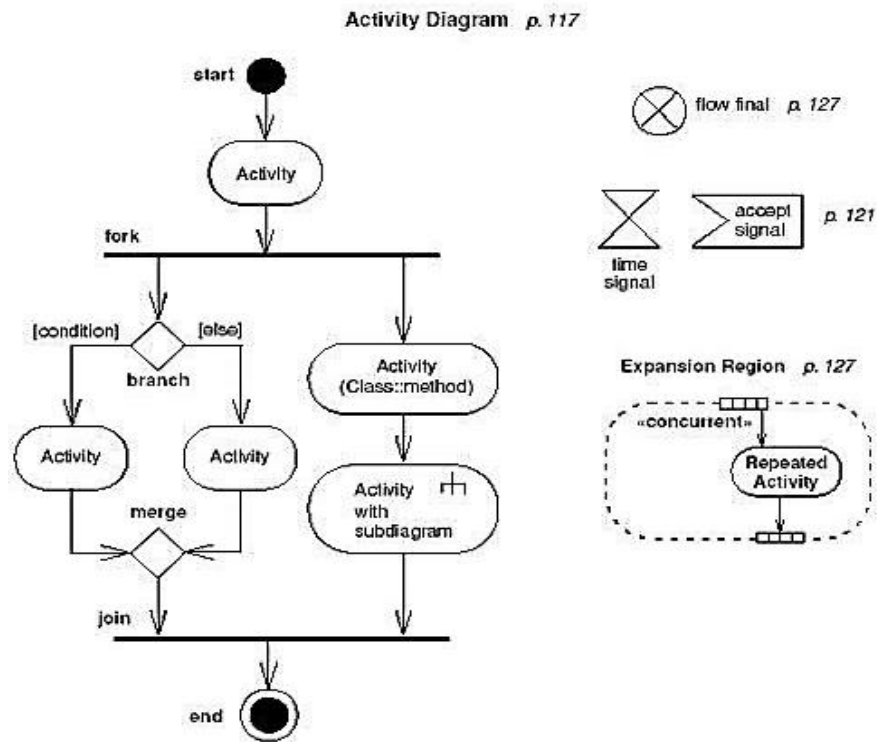 Activity Diagram p. 117
start
Activity
fork
[condition]
[else]
branch
Activity
Activity
merge
Activity
(Class::method)
Activity
with
subdiagram
join
end
flow final p. 127
time
signal
accept
signal
p. 121
Expansion Region p. 127
«concurrent»
Repeated
Activity